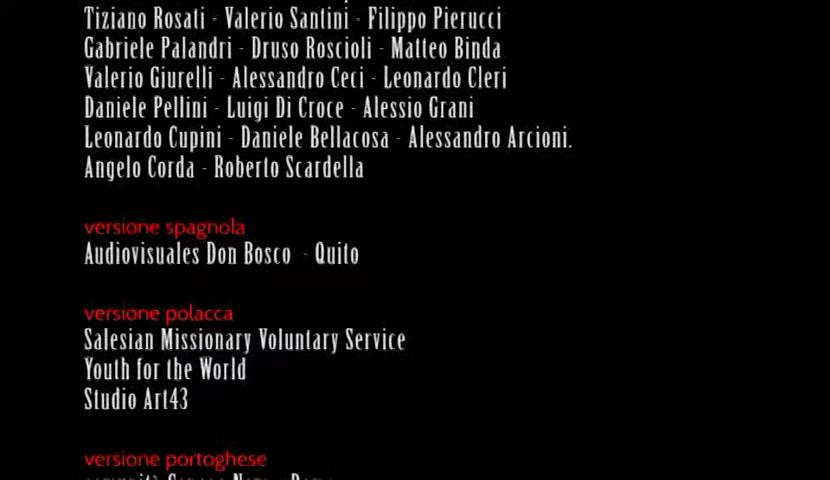 Tiziano Rosati - Valerio Santini - Filippo Pierucci
Gabriele Palandri - Druso Roscioli - Matteo Binda
Valerio Giurelli - Alessandro Ceci - Leonardo Cleri
Daniele Pellini - Luigi Di Croce - Alessio Grani
Leonardo Cupini - Daniele Bellacosa - Alessandro Arcioni.
Angelo Corda - Roberto Scardella
versione spagnola
Audiovisuales Don Bosco - Quito
versione polacca
Salesian Missionary Voluntary Service
Youth for the World
Studio Art43
versione portoghese